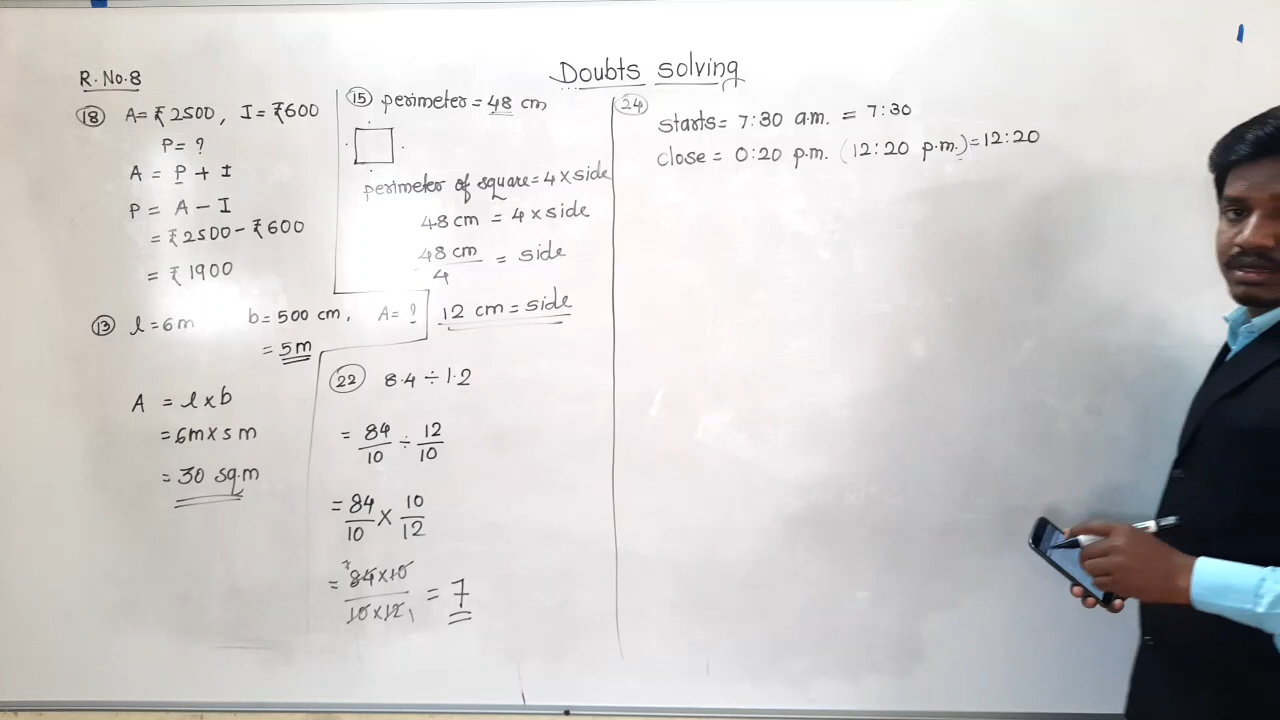 Doubts solving
R. No. 8
(18) A = ₹ 2500, I = ₹600
P = ?
A = P + I
P = A - I
= ₹ 2500 - ₹ 600
= ₹ 1900
(13) l = 6m b = 500 cm, A = ?
= 5m
A = l x b
= 6m x 5 m
= 30 sq.m
(15) perimeter = 48 cm
perimeter of square = 4 x side
48 cm = 4 x side
48 cm / 4 = side
12 cm = side
(22) 8.4 ÷ 1.2
= 84/10 ÷ 12/10
= 84/10 x 10/12
= 84 x 10 / 10 x 12 = 7
(24) starts = 7:30 a.m. = 7:30
close = 0:20 p.m. (12:20 p.m.) = 12:20